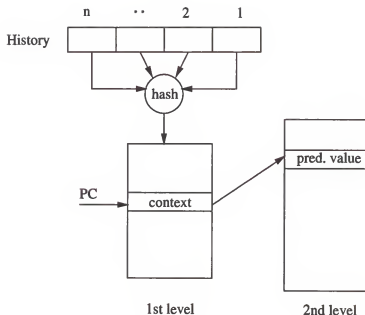 n .. 2 1
History
hash
PC
context
pred. value
1st level
2nd level